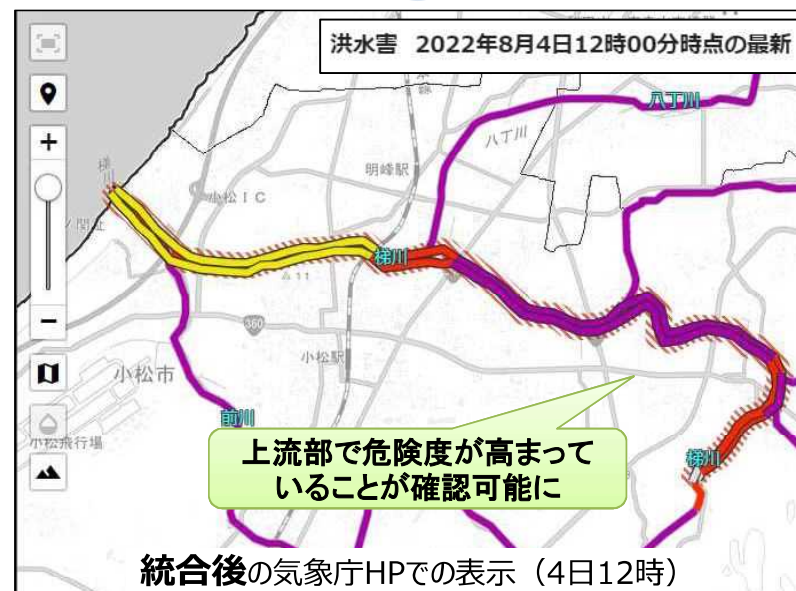 洪水害 2022年8月4日12時00分時点の最新
八丁川
八丁川
明峰駅
梯川
小松IC
梯川
360
小松駅
小松市
前川
小松飛行場
梯川
上流部で危険度が高まって
いることが確認可能に
統合後の気象庁HPでの表示（4日12時）